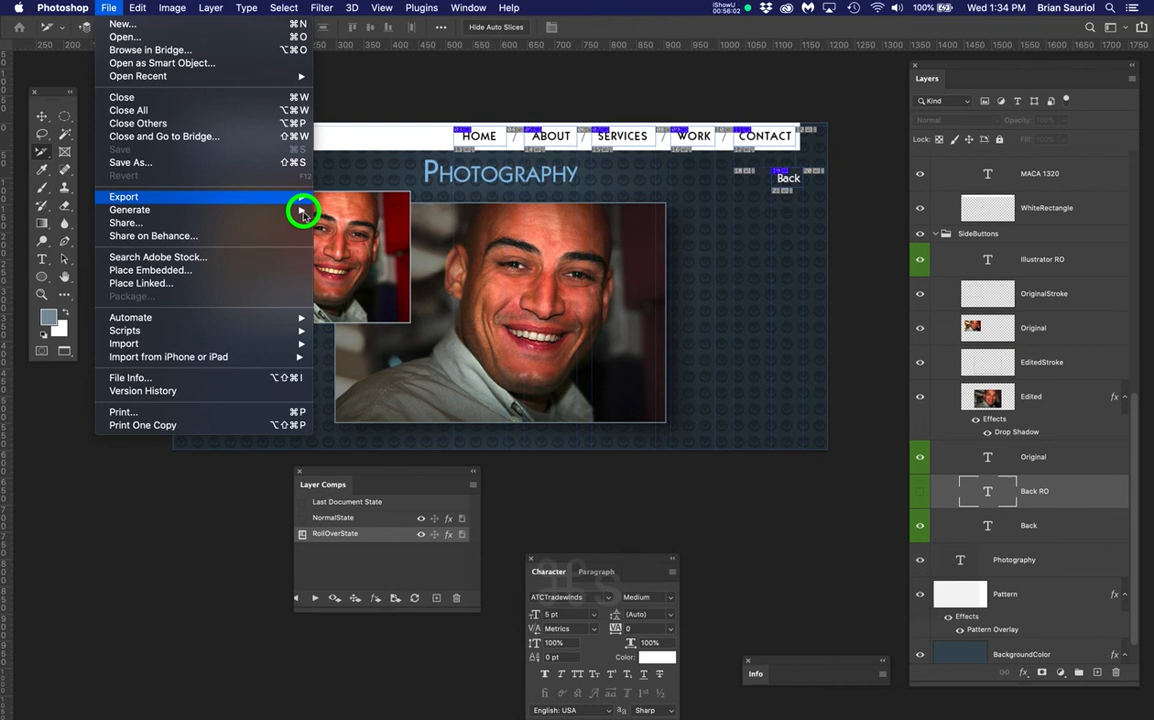 Photoshop File Edit Image Layer Type Select Filter 3D View Plugins Window Help
iShowU 00:56:02 100% Wed 1:34 PM Brian Sauriol
Hide Auto Slices
250 200 250 300 350 400 450 500 550 600 650 700 750 800 850 900 950 1000 1050 1100 1150 1200 1250 1300 1350 1400 1450 1500 1550 1600 1650 1700 1750
New... ⌘N
Open... ⌘O
Browse in Bridge... ⌥⌘O
Open as Smart Object...
Open Recent
Close ⌘W
Close All ⌥⌘W
Close Others ⌥⌘P
Close and Go to Bridge... ⇧⌘W
Save ⌘S
Save As... ⇧⌘S
Revert F12
Export
Generate
Share...
Share on Behance...
Search Adobe Stock...
Place Embedded...
Place Linked...
Package...
Automate
Scripts
Import
Import from iPhone or iPad
File Info... ⌥⇧⌘I
Version History
Print... ⌘P
Print One Copy ⌥⇧⌘P
HOME / ABOUT / SERVICES / WORK / CONTACT
Photography
Back
Layer Comps
Last Document State
NormalState
RollOverState
⌘S
Character Paragraph
ATCTradewinds Medium
5 pt (Auto)
Metrics 0
100% 100%
0 pt Color:
English: USA Sharp
Info
Layers
Kind
Normal Opacity:
Lock: Fill:
MACA 1320
WhiteRectangle
SideButtons
Illustrator RO
OriginalStroke
Original
EditedStroke
Edited fx
Effects
Drop Shadow
Original
Back RO
Back
Photography
Pattern fx
Effects
Pattern Overlay
BackgroundColor fx